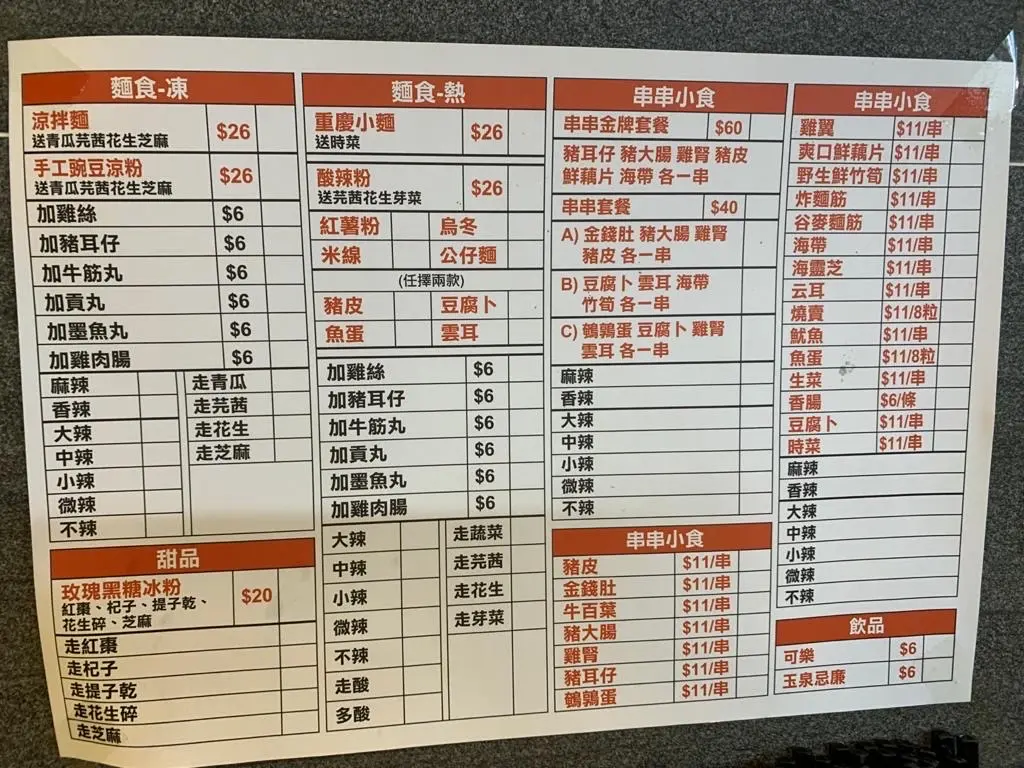 麵食-凍
涼拌麵 $26
送青瓜芫茜花生芝麻
手工豌豆涼粉 $26
送青瓜芫茜花生芝麻
加雞絲 $6
加豬耳仔 $6
加牛筋丸 $6
加貢丸 $6
加墨魚丸 $6
加雞肉腸 $6
麻辣 走青瓜
香辣 走芫茜
大辣 走花生
中辣 走芝麻
小辣
微辣
不辣
甜品
玫瑰黑糖冰粉 $20
紅棗、杞子、提子乾、
花生碎、芝麻
走紅棗
走杞子
走提子乾
走花生碎
走芝麻
麵食-熱
重慶小麵 $26
送時菜
酸辣粉 $26
送芫茜花生芽菜
紅薯粉 烏冬
米線 公仔麵
(任擇兩款)
豬皮 豆腐卜
魚蛋 雲耳
加雞絲 $6
加豬耳仔 $6
加牛筋丸 $6
加貢丸 $6
加墨魚丸 $6
加雞肉腸 $6
大辣 走蔬菜
中辣 走芫茜
小辣 走花生
微辣 走芽菜
不辣
走酸
多酸
串串小食
串串金牌套餐 $60
豬耳仔 豬大腸 雞腎 豬皮
鮮藕片 海帶 各一串
串串套餐 $40
A) 金錢肚 豬大腸 雞腎
豬皮 各一串
B) 豆腐卜 雲耳 海帶
竹筍 各一串
C) 鵪鶉蛋 豆腐卜 雞腎
雲耳 各一串
麻辣
香辣
大辣
中辣
小辣
微辣
不辣
串串小食
豬皮 $11/串
金錢肚 $11/串
牛百葉 $11/串
豬大腸 $11/串
雞腎 $11/串
豬耳仔 $11/串
鵪鶉蛋 $11/串
串串小食
雞翼 $11/串
爽口鮮藕片 $11/串
野生鮮竹筍 $11/串
炸麵筋 $11/串
谷麥麵筋 $11/串
海帶 $11/串
海靈芝 $11/串
云耳 $11/串
燒賣 $11/8粒
魷魚 $11/串
魚蛋 $11/8粒
生菜 $11/串
香腸 $6/條
豆腐卜 $11/串
時菜 $11/串
麻辣
香辣
大辣
中辣
小辣
微辣
不辣
飲品
可樂 $6
玉泉忌廉 $6